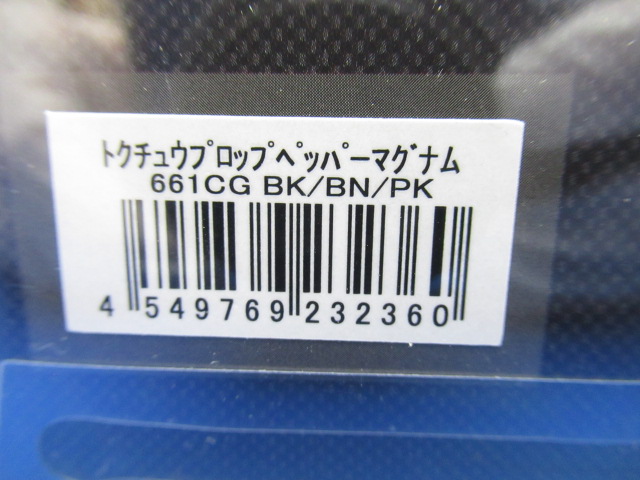 ﾄｸﾁｭｳﾌﾟﾛｯﾌﾟﾍﾟｯﾊﾟｰﾏｸﾞﾅﾑ
661CG BK/BN/PK
4 549769 232360